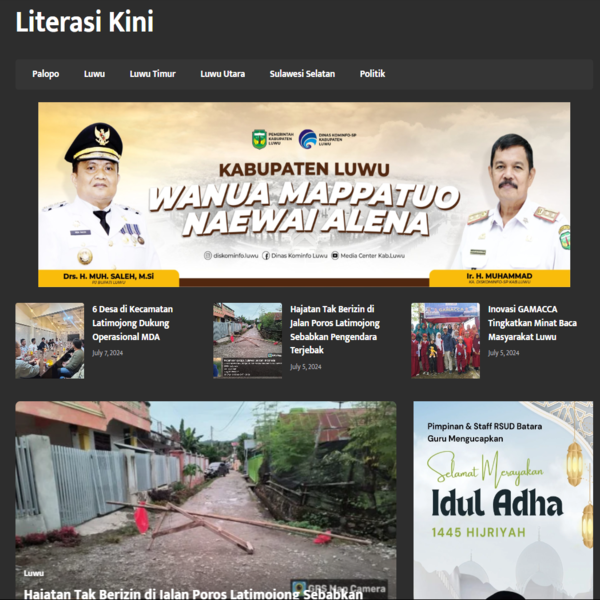 Literasi Kini
Palopo Luwu Luwu Timur Luwu Utara Sulawesi Selatan Politik
PEMERINTAH
KABUPATEN
LUWU
DINAS KOMINFO-SP
KABUPATEN
LUWU
KABUPATEN LUWU
WANUA MAPPATUO
NAEWAI ALENA
diskominfo.luwu Dinas Kominfo Luwu Media Center Kab.Luwu
Drs. H. MUH. SALEH, M.Si
PJ BUPATI LUWU
Ir. H. MUHAMMAD
KA. DISKOMINFO-SP KAB.LUWU
6 Desa di Kecamatan
Latimojong Dukung
Operasional MDA
July 7, 2024
Hajatan Tak Berizin di
Jalan Poros Latimojong
Sebabkan Pengendara
Terjebak
July 5, 2024
Inovasi GAMACCA
Tingkatkan Minat Baca
Masyarakat Luwu
July 5, 2024
GPS Map Camera
Luwu
Hajatan Tak Berizin di Jalan Poros Latimojong Sebabkan
Pimpinan & Staff RSUD Batara
Guru Mengucapkan
Selamat Merayakan
Idul Adha
1445 HIJRIYAH